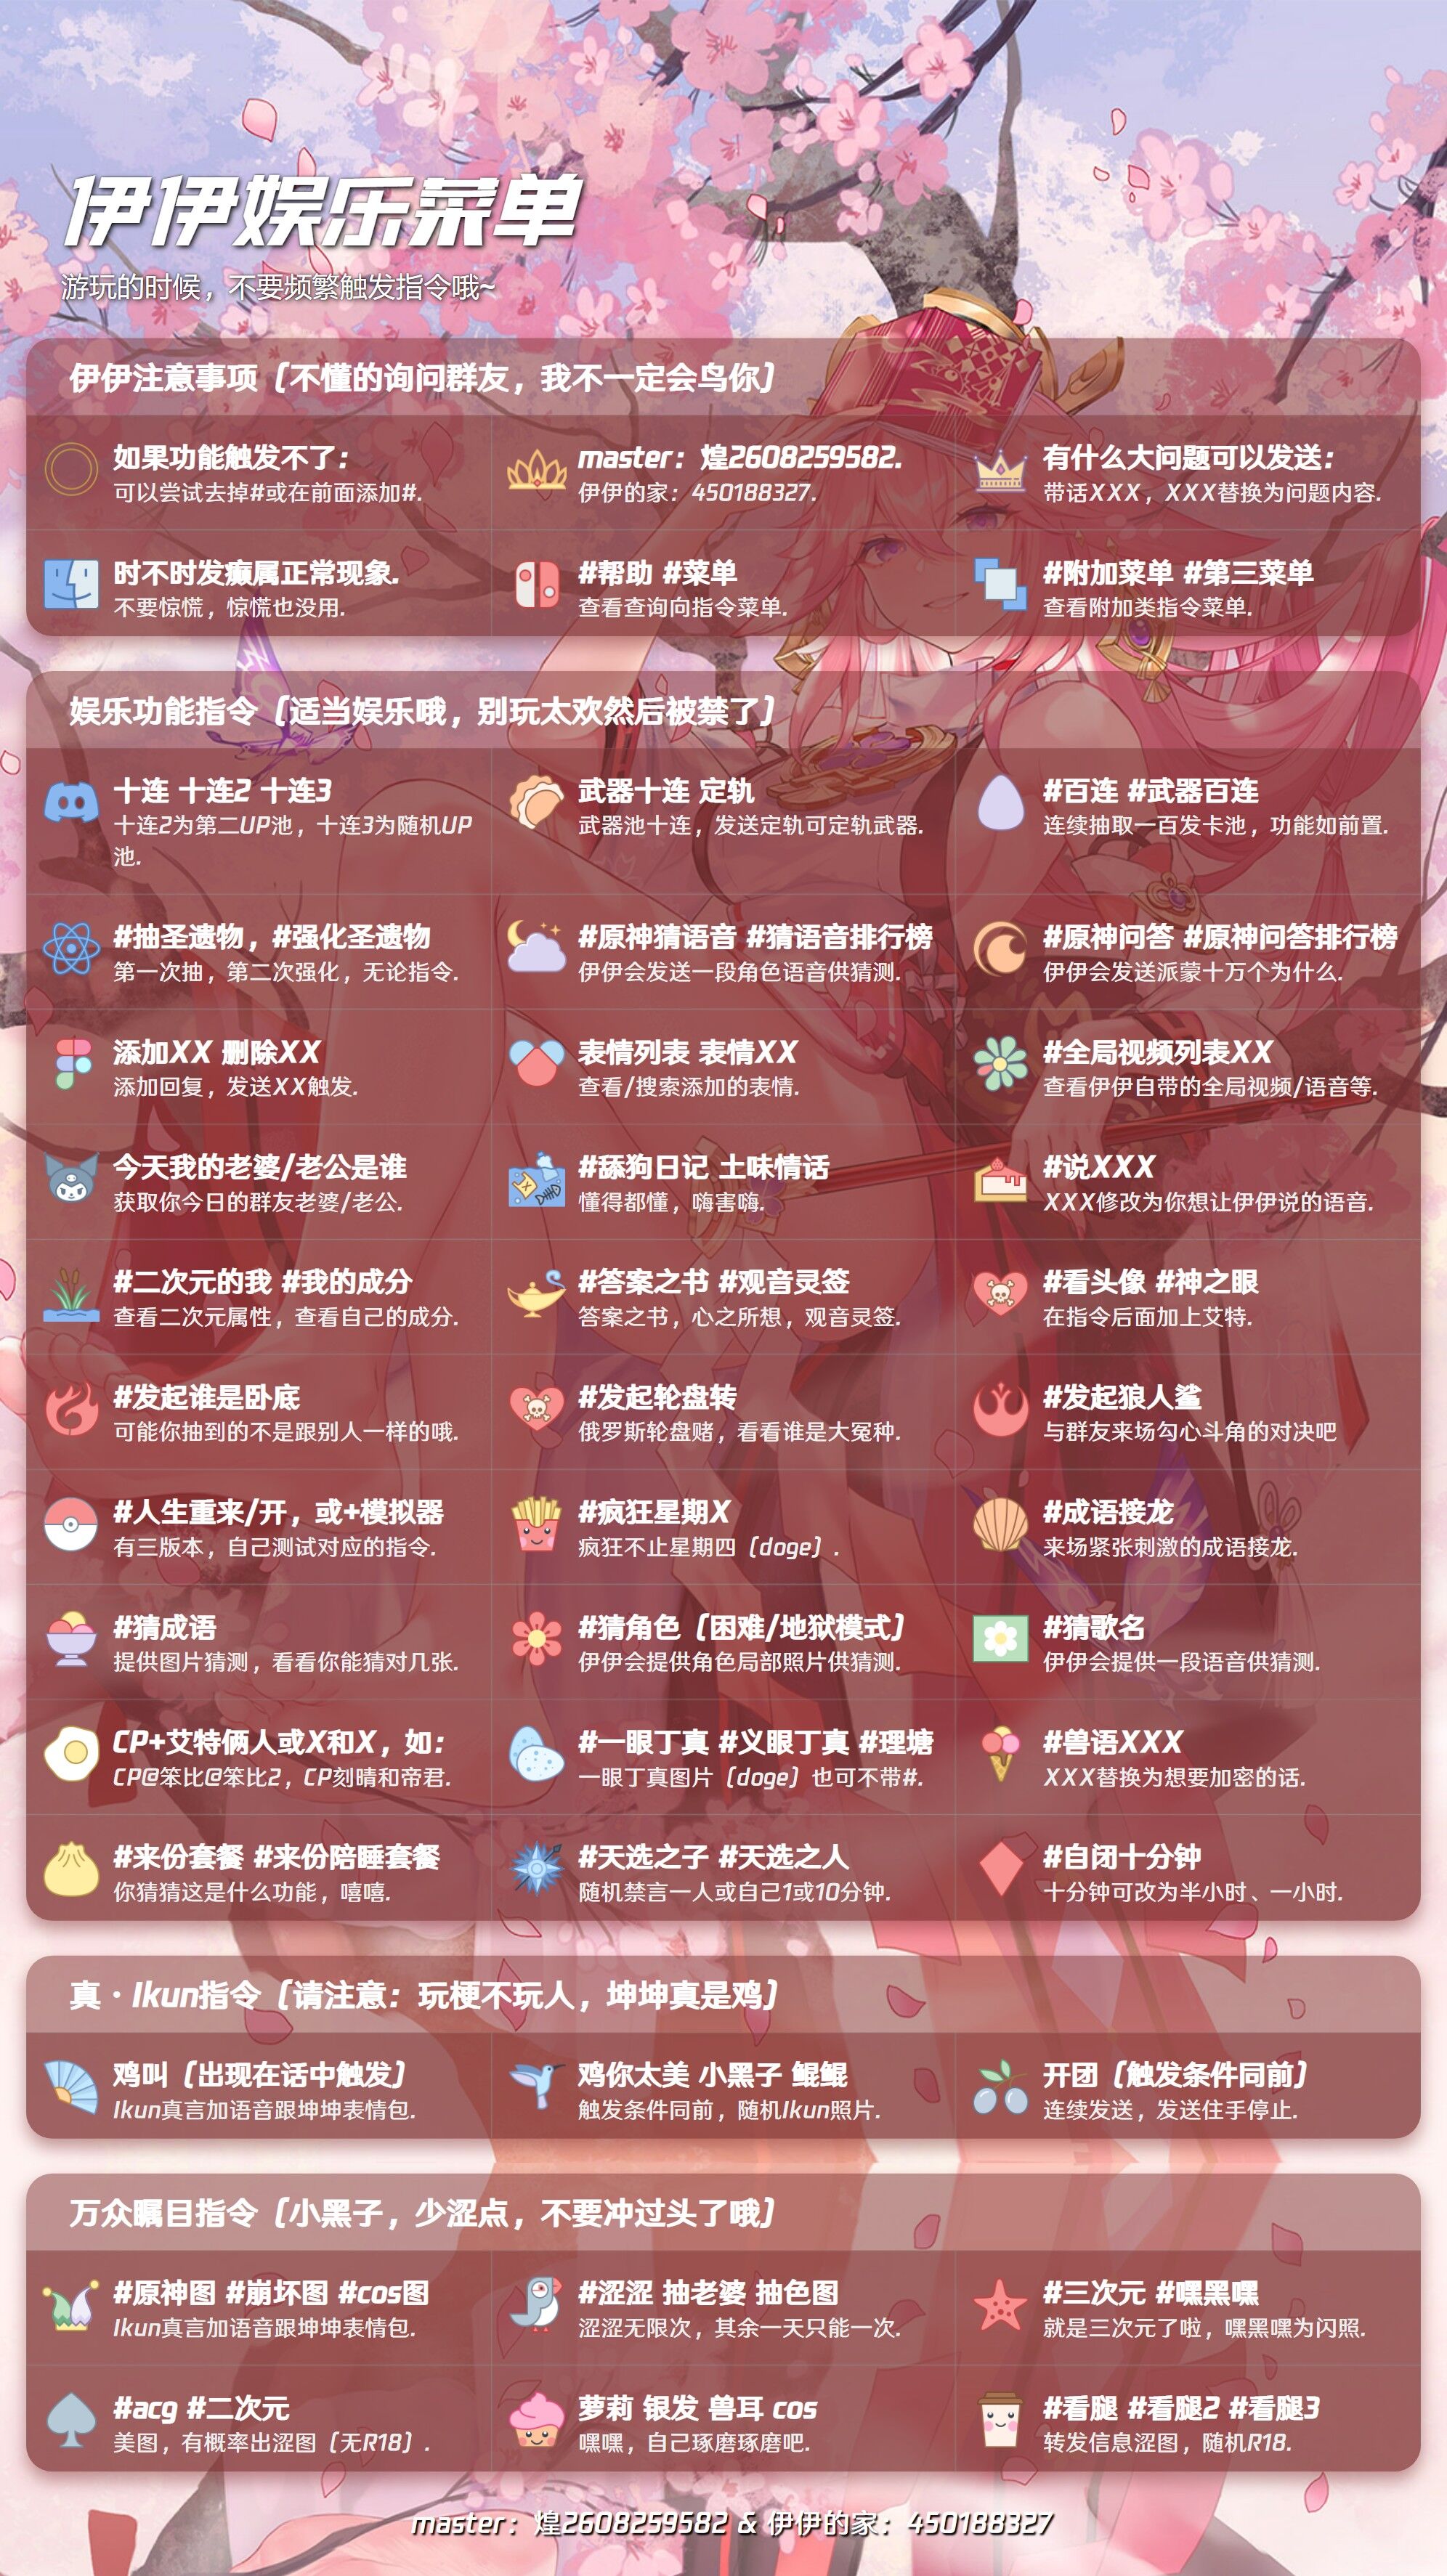 伊伊娱乐菜单
游玩的时候，不要频繁触发指令哦~
伊伊注意事项（不懂的询问群友，我不一定会鸟你）
如果功能触发不了：
可以尝试去掉#或在前面添加#.
master：煌2608259582.
伊伊的家：450188327.
有什么大问题可以发送：
带话XXX，XXX替换为问题内容.
时不时发癫属正常现象.
不要惊慌，惊慌也没用.
#帮助 #菜单
查看查询向指令菜单.
#附加菜单 #第三菜单
查看附加类指令菜单.
娱乐功能指令（适当娱乐哦，别玩太欢然后被禁了）
十连 十连2 十连3
十连2为第二UP池，十连3为随机UP
池.
武器十连 定轨
武器池十连，发送定轨可定轨武器.
#百连 #武器百连
连续抽取一百发卡池，功能如前置.
#抽圣遗物，#强化圣遗物
第一次抽，第二次强化，无论指令.
#原神猜语音 #猜语音排行榜
伊伊会发送一段角色语音供猜测.
#原神问答 #原神问答排行榜
伊伊会发送派蒙十万个为什么.
添加XX 删除XX
添加回复，发送XX触发.
表情列表 表情XX
查看/搜索添加的表情.
#全局视频列表XX
查看伊伊自带的全局视频/语音等.
今天我的老婆/老公是谁
获取你今日的群友老婆/老公.
#舔狗日记 土味情话
懂得都懂，嗨害嗨.
#说XXX
XXX修改为你想让伊伊说的语音.
#二次元的我 #我的成分
查看二次元属性，查看自己的成分.
#答案之书 #观音灵签
答案之书，心之所想，观音灵签.
#看头像 #神之眼
在指令后面加上艾特.
#发起谁是卧底
可能你抽到的不是跟别人一样的哦.
#发起轮盘转
俄罗斯轮盘赌，看看谁是大冤种.
#发起狼人鲨
与群友来场勾心斗角的对决吧
#人生重来/开，或+模拟器
有三版本，自己测试对应的指令.
#疯狂星期X
疯狂不止星期四（doge）.
#成语接龙
来场紧张刺激的成语接龙.
#猜成语
提供图片猜测，看看你能猜对几张.
#猜角色（困难/地狱模式）
伊伊会提供角色局部照片供猜测.
#猜歌名
伊伊会提供一段语音供猜测.
CP+艾特俩人或X和X，如：
CP@笨比@笨比2，CP刻晴和帝君.
#一眼丁真 #义眼丁真 #理塘
一眼丁真图片（doge）也可不带#.
#兽语XXX
XXX替换为想要加密的话.
#来份套餐 #来份陪睡套餐
你猜猜这是什么功能，嘻嘻.
#天选之子 #天选之人
随机禁言一人或自己1或10分钟.
#自闭十分钟
十分钟可改为半小时、一小时.
真·Ikun指令（请注意：玩梗不玩人，坤坤真是鸡）
鸡叫（出现在话中触发）
Ikun真言加语音跟坤坤表情包.
鸡你太美 小黑子 鲲鲲
触发条件同前，随机Ikun照片.
开团（触发条件同前）
连续发送，发送住手停止.
万众瞩目指令（小黑子，少涩点，不要冲过头了哦）
#原神图 #崩坏图 #cos图
Ikun真言加语音跟坤坤表情包.
#涩涩 抽老婆 抽色图
涩涩无限次，其余一天只能一次.
#三次元 #嘿黑嘿
就是三次元了啦，嘿黑嘿为闪照.
#acg #二次元
美图，有概率出涩图（无R18）.
萝莉 银发 兽耳 cos
嘿嘿，自己琢磨琢磨吧.
#看腿 #看腿2 #看腿3
转发信息涩图，随机R18.
master：煌2608259582 & 伊伊的家：450188327